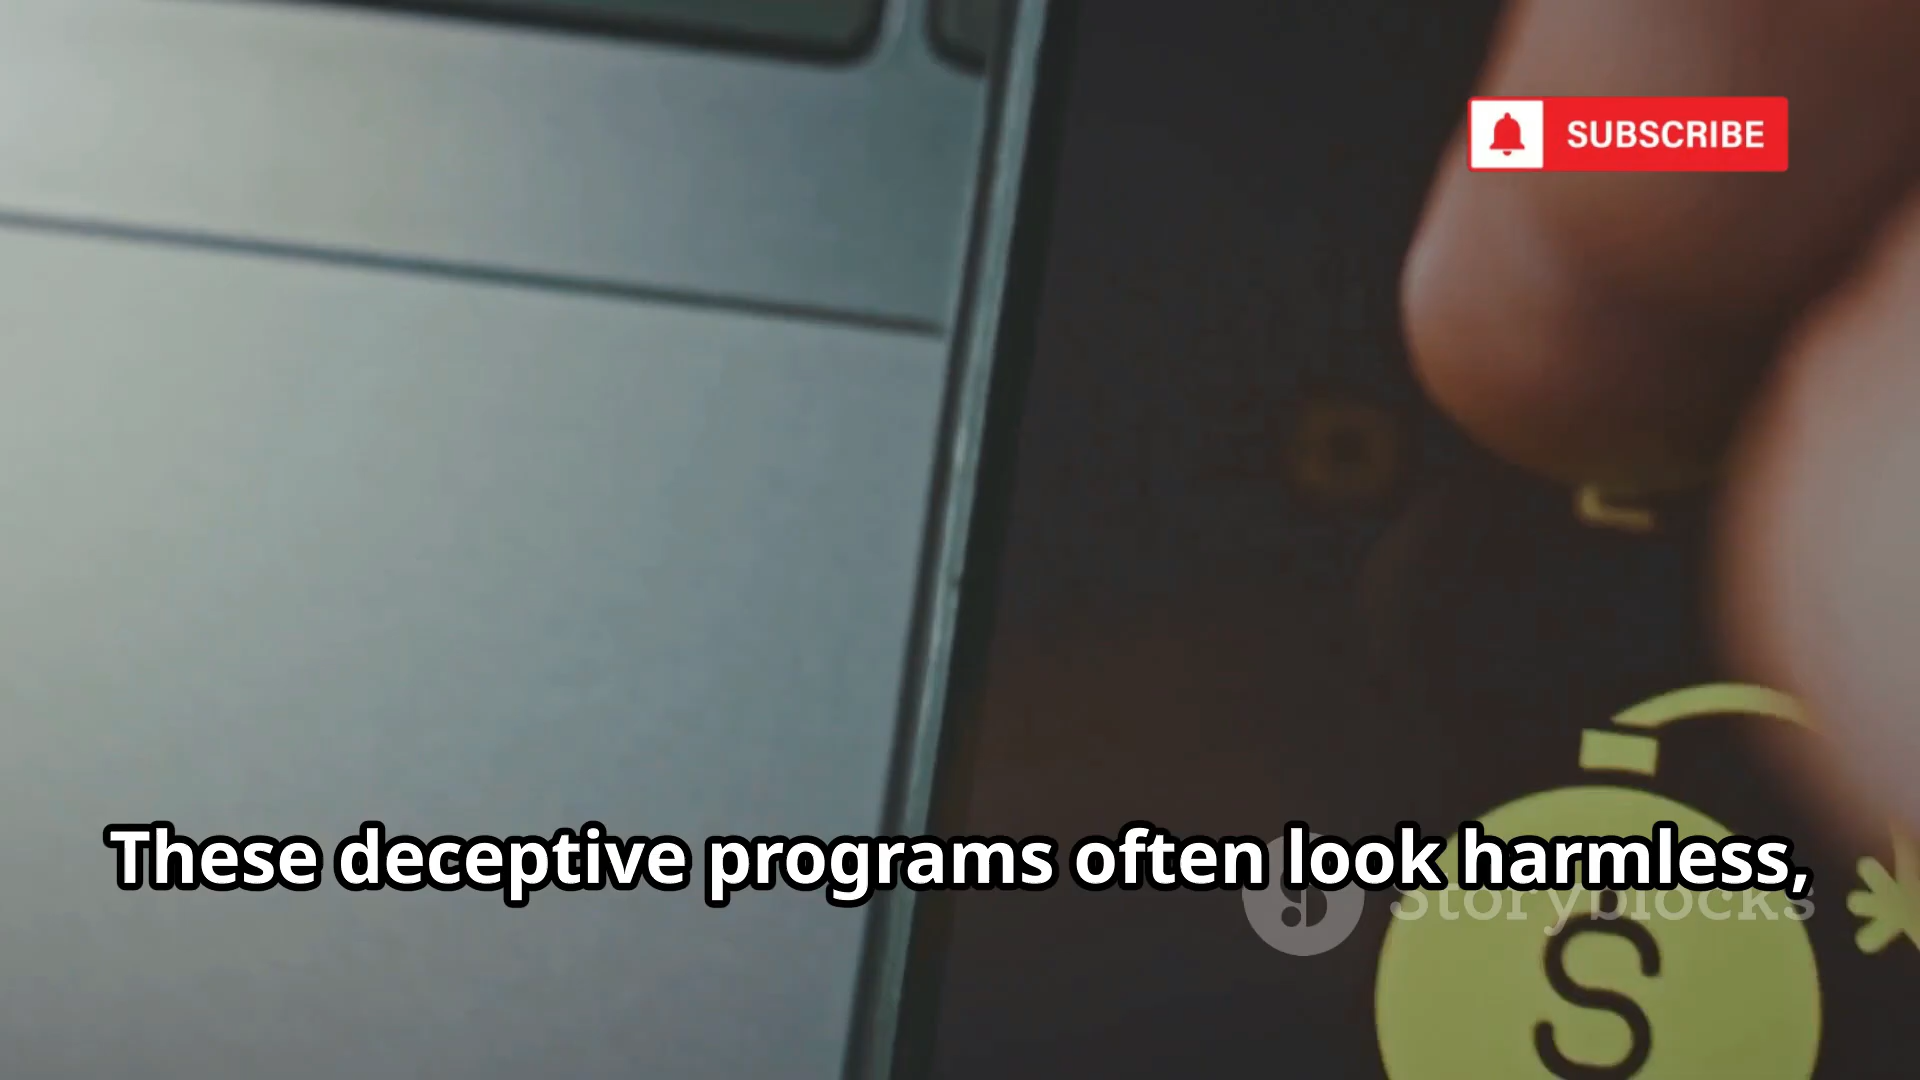 SUBSCRIBE
These deceptive programs often look harmless,
Storyblocks
S